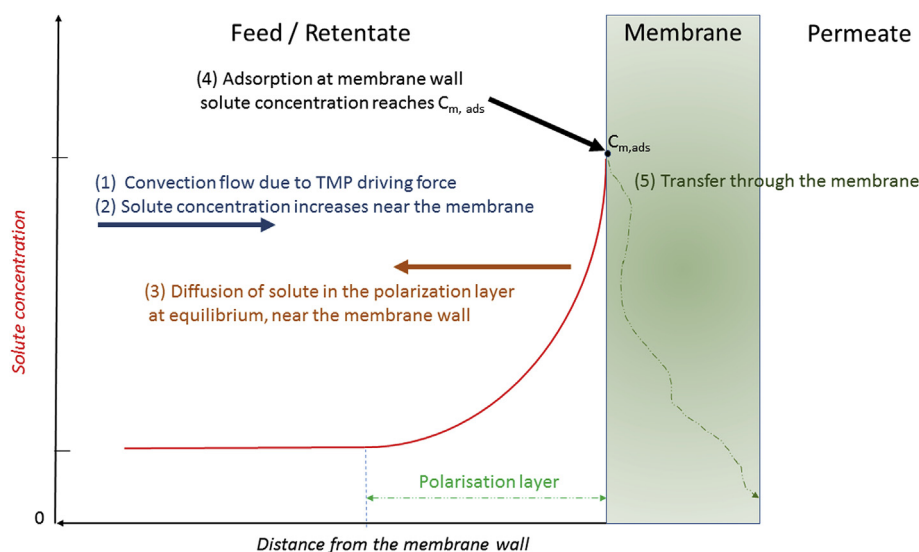 Feed / Retentate
Membrane
Permeate
(4) Adsorption at membrane wall
solute concentration reaches Cm, ads
Cm,ads
(1) Convection flow due to TMP driving force
(2) Solute concentration increases near the membrane
(5) Transfer through the membrane
(3) Diffusion of solute in the polarization layer
at equilibrium, near the membrane wall
Solute concentration
Polarisation layer
0
Distance from the membrane wall